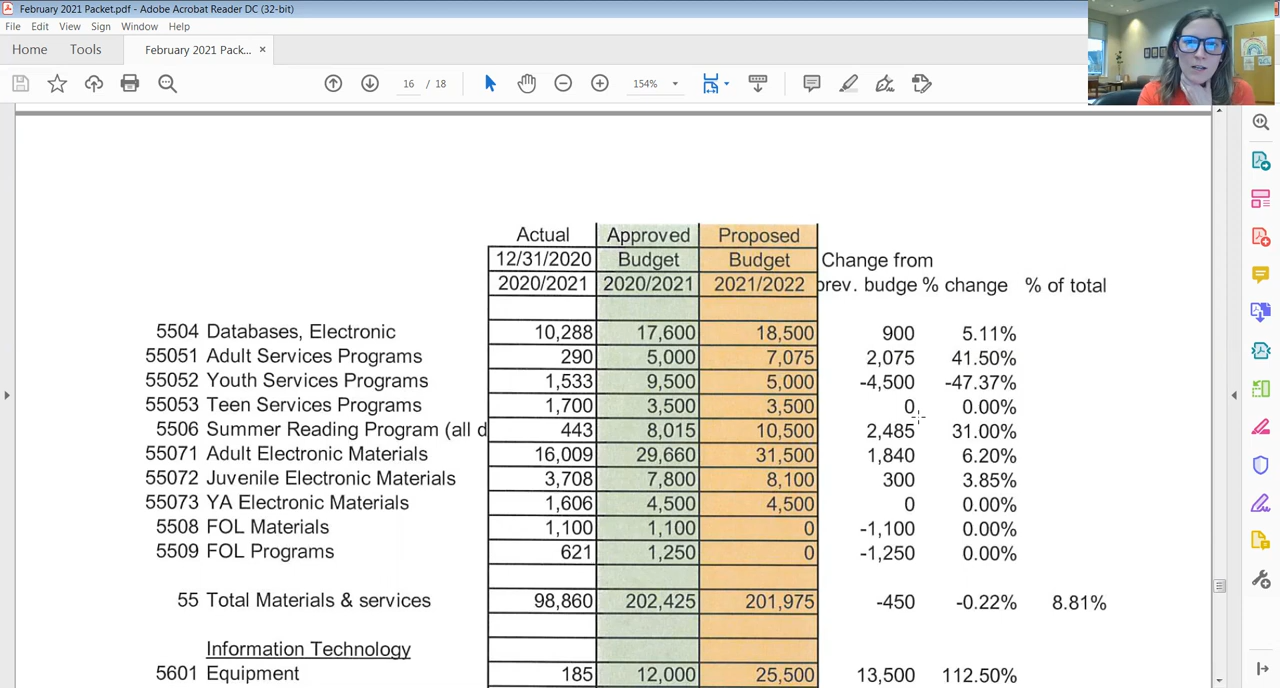 February 2021 Packet.pdf - Adobe Acrobat Reader DC (32-bit)
File Edit View Sign Window Help
Home Tools February 2021 Pack... ×
16 / 18 154%
Actual Approved Proposed
12/31/2020 Budget Budget Change from
2020/2021 2020/2021 2021/2022 prev. budge % change % of total
5504 Databases, Electronic 10,288 17,600 18,500 900 5.11%
55051 Adult Services Programs 290 5,000 7,075 2,075 41.50%
55052 Youth Services Programs 1,533 9,500 5,000 -4,500 -47.37%
55053 Teen Services Programs 1,700 3,500 3,500 0 0.00%
5506 Summer Reading Program (all d 443 8,015 10,500 2,485 31.00%
55071 Adult Electronic Materials 16,009 29,660 31,500 1,840 6.20%
55072 Juvenile Electronic Materials 3,708 7,800 8,100 300 3.85%
55073 YA Electronic Materials 1,606 4,500 4,500 0 0.00%
5508 FOL Materials 1,100 1,100 0 -1,100 0.00%
5509 FOL Programs 621 1,250 0 -1,250 0.00%
55 Total Materials & services 98,860 202,425 201,975 -450 -0.22% 8.81%
Information Technology
5601 Equipment 185 12,000 25,500 13,500 112.50%